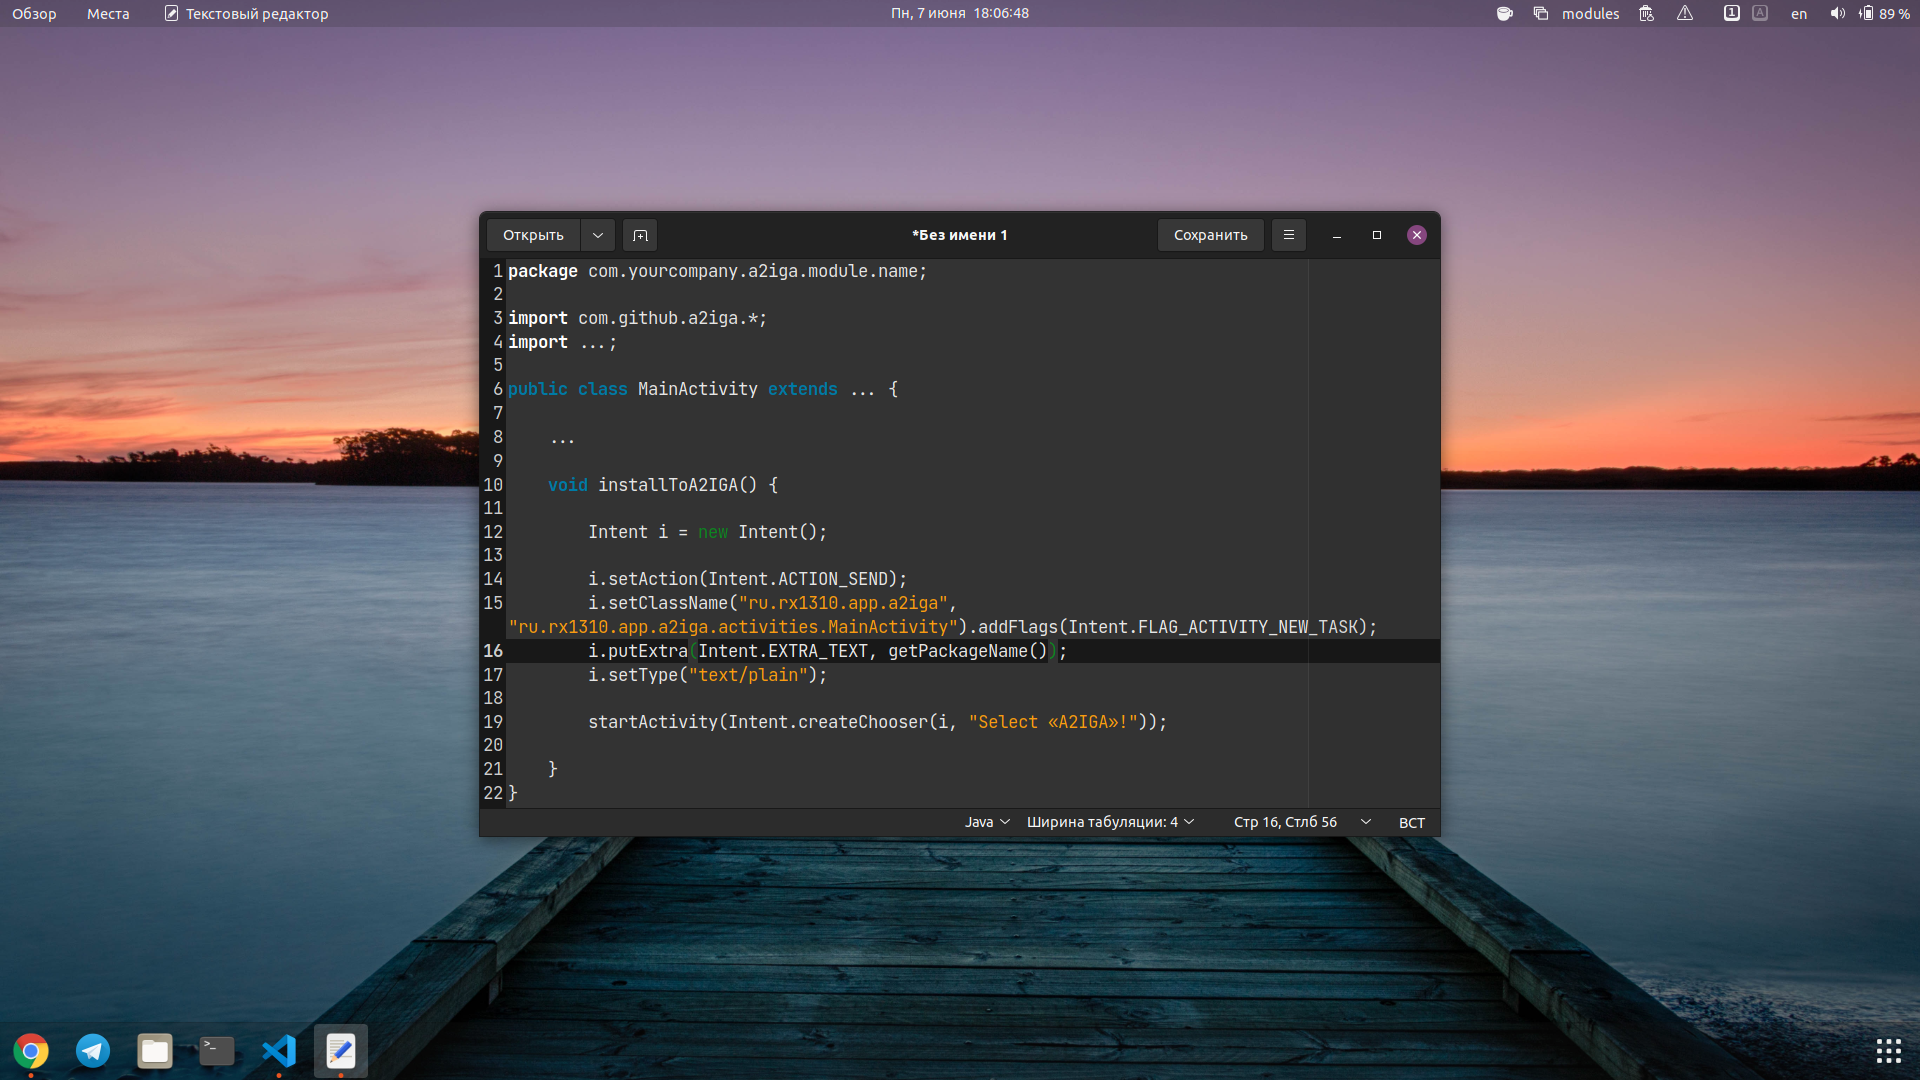 Обзор Места Текстовый редактор Пн, 7 июня 18:06:48 modules 1 A en 89 %
Открыть *Без имени 1 Сохранить
1 package com.yourcompany.a2iga.module.name;
2
3 import com.github.a2iga.*;
4 import ...;
5
6 public class MainActivity extends ... {
7
8 ...
9
10 void installToA2IGA() {
11
12 Intent i = new Intent();
13
14 i.setAction(Intent.ACTION_SEND);
15 i.setClassName("ru.rx1310.app.a2iga",
"ru.rx1310.app.a2iga.activities.MainActivity").addFlags(Intent.FLAG_ACTIVITY_NEW_TASK);
16 i.putExtra(Intent.EXTRA_TEXT, getPackageName());
17 i.setType("text/plain");
18
19 startActivity(Intent.createChooser(i, "Select «A2IGA»!"));
20
21 }
22 }
Java Ширина табуляции: 4 Стр 16, Стлб 56 ВСТ
>_